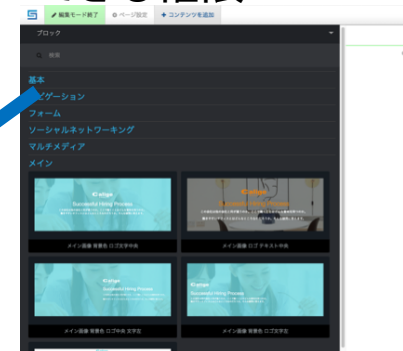 編集モード終了 ページ設定 コンテンツを追加
ブロック
検索
基本
ビゲーション
フォーム
ソーシャルネットワーキング
マルチメディア
メイン
Successful Hiring Process
Successful Hiring Process
メイン画像 背景色 ロゴ文字中央
メイン画像 ロゴ テキスト中央
Successful Hiring Process
Successful Hiring Process
メイン画像 背景色 ロゴ中央 文字左
メイン画像 背景色 ロゴ文字左